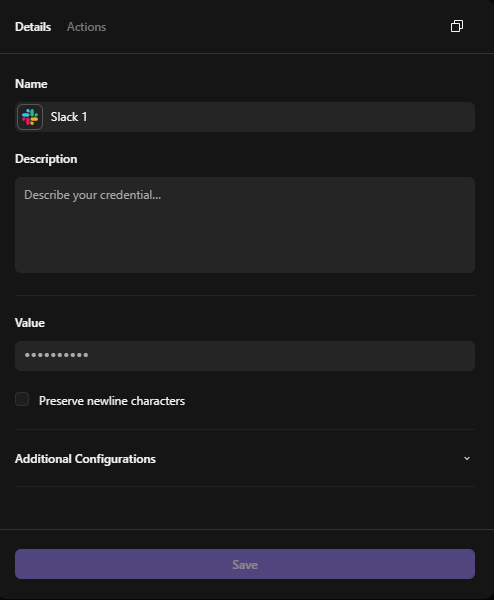 Details Actions
Name
Slack 1
Description
Describe your credential...
Value
••••••••••
Preserve newline characters
Additional Configurations
Save